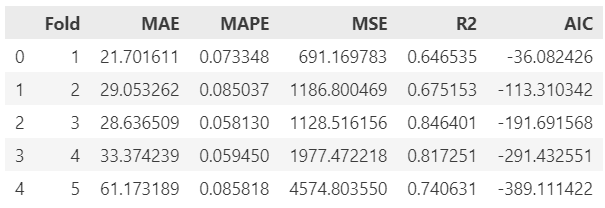 Fold MAE MAPE MSE R2 AIC
0 1 21.701611 0.073348 691.169783 0.646535 -36.082426
1 2 29.053262 0.085037 1186.800469 0.675153 -113.310342
2 3 28.636509 0.058130 1128.516156 0.846401 -191.691568
3 4 33.374239 0.059450 1977.472218 0.817251 -291.432551
4 5 61.173189 0.085818 4574.803550 0.740631 -389.111422